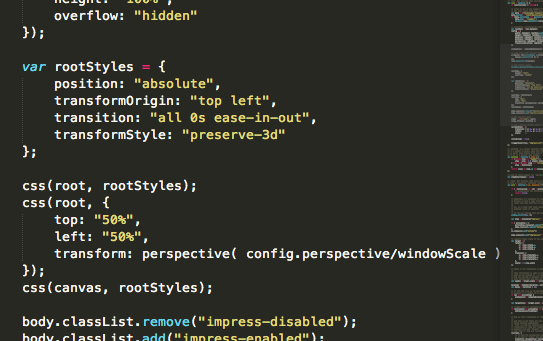 height: "100%",
overflow: "hidden"
});
var rootStyles = {
position: "absolute",
transformOrigin: "top left",
transition: "all 0s ease-in-out",
transformStyle: "preserve-3d"
};
css(root, rootStyles);
css(root, {
top: "50%",
left: "50%",
transform: perspective( config.perspective/windowScale )
});
css(canvas, rootStyles);
body.classList.remove("impress-disabled");
body.classList.add("impress-enabled");